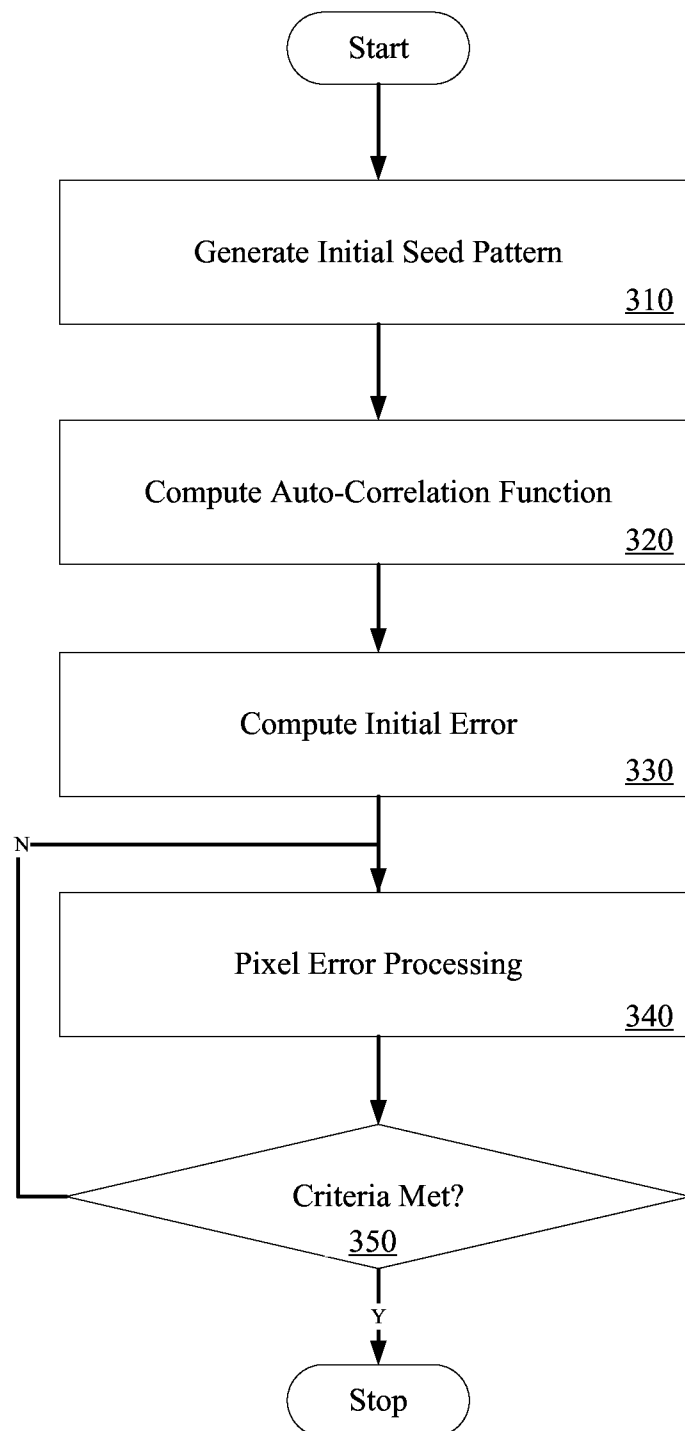 Start
Generate Initial Seed Pattern
310
Compute Auto-Correlation Function
320
Compute Initial Error
330
N
Pixel Error Processing
340
Criteria Met?
350
Y
Stop